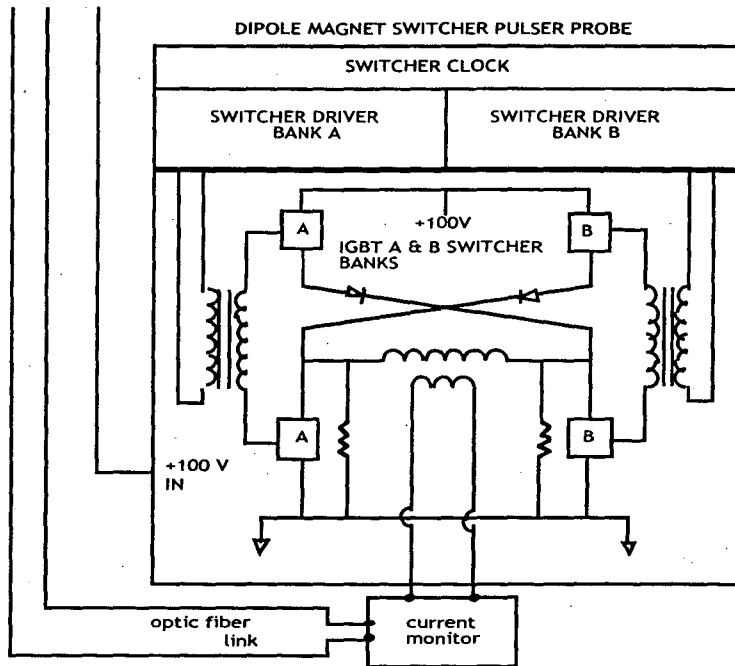 DIPOLE MAGNET SWITCHER PULSER PROBE
SWITCHER CLOCK
SWITCHER DRIVER
BANK A
SWITCHER DRIVER
BANK B
A
+100V
B
IGBT A & B SWITCHER
BANKS
A
B
+100 V
IN
optic fiber
link
current
monitor